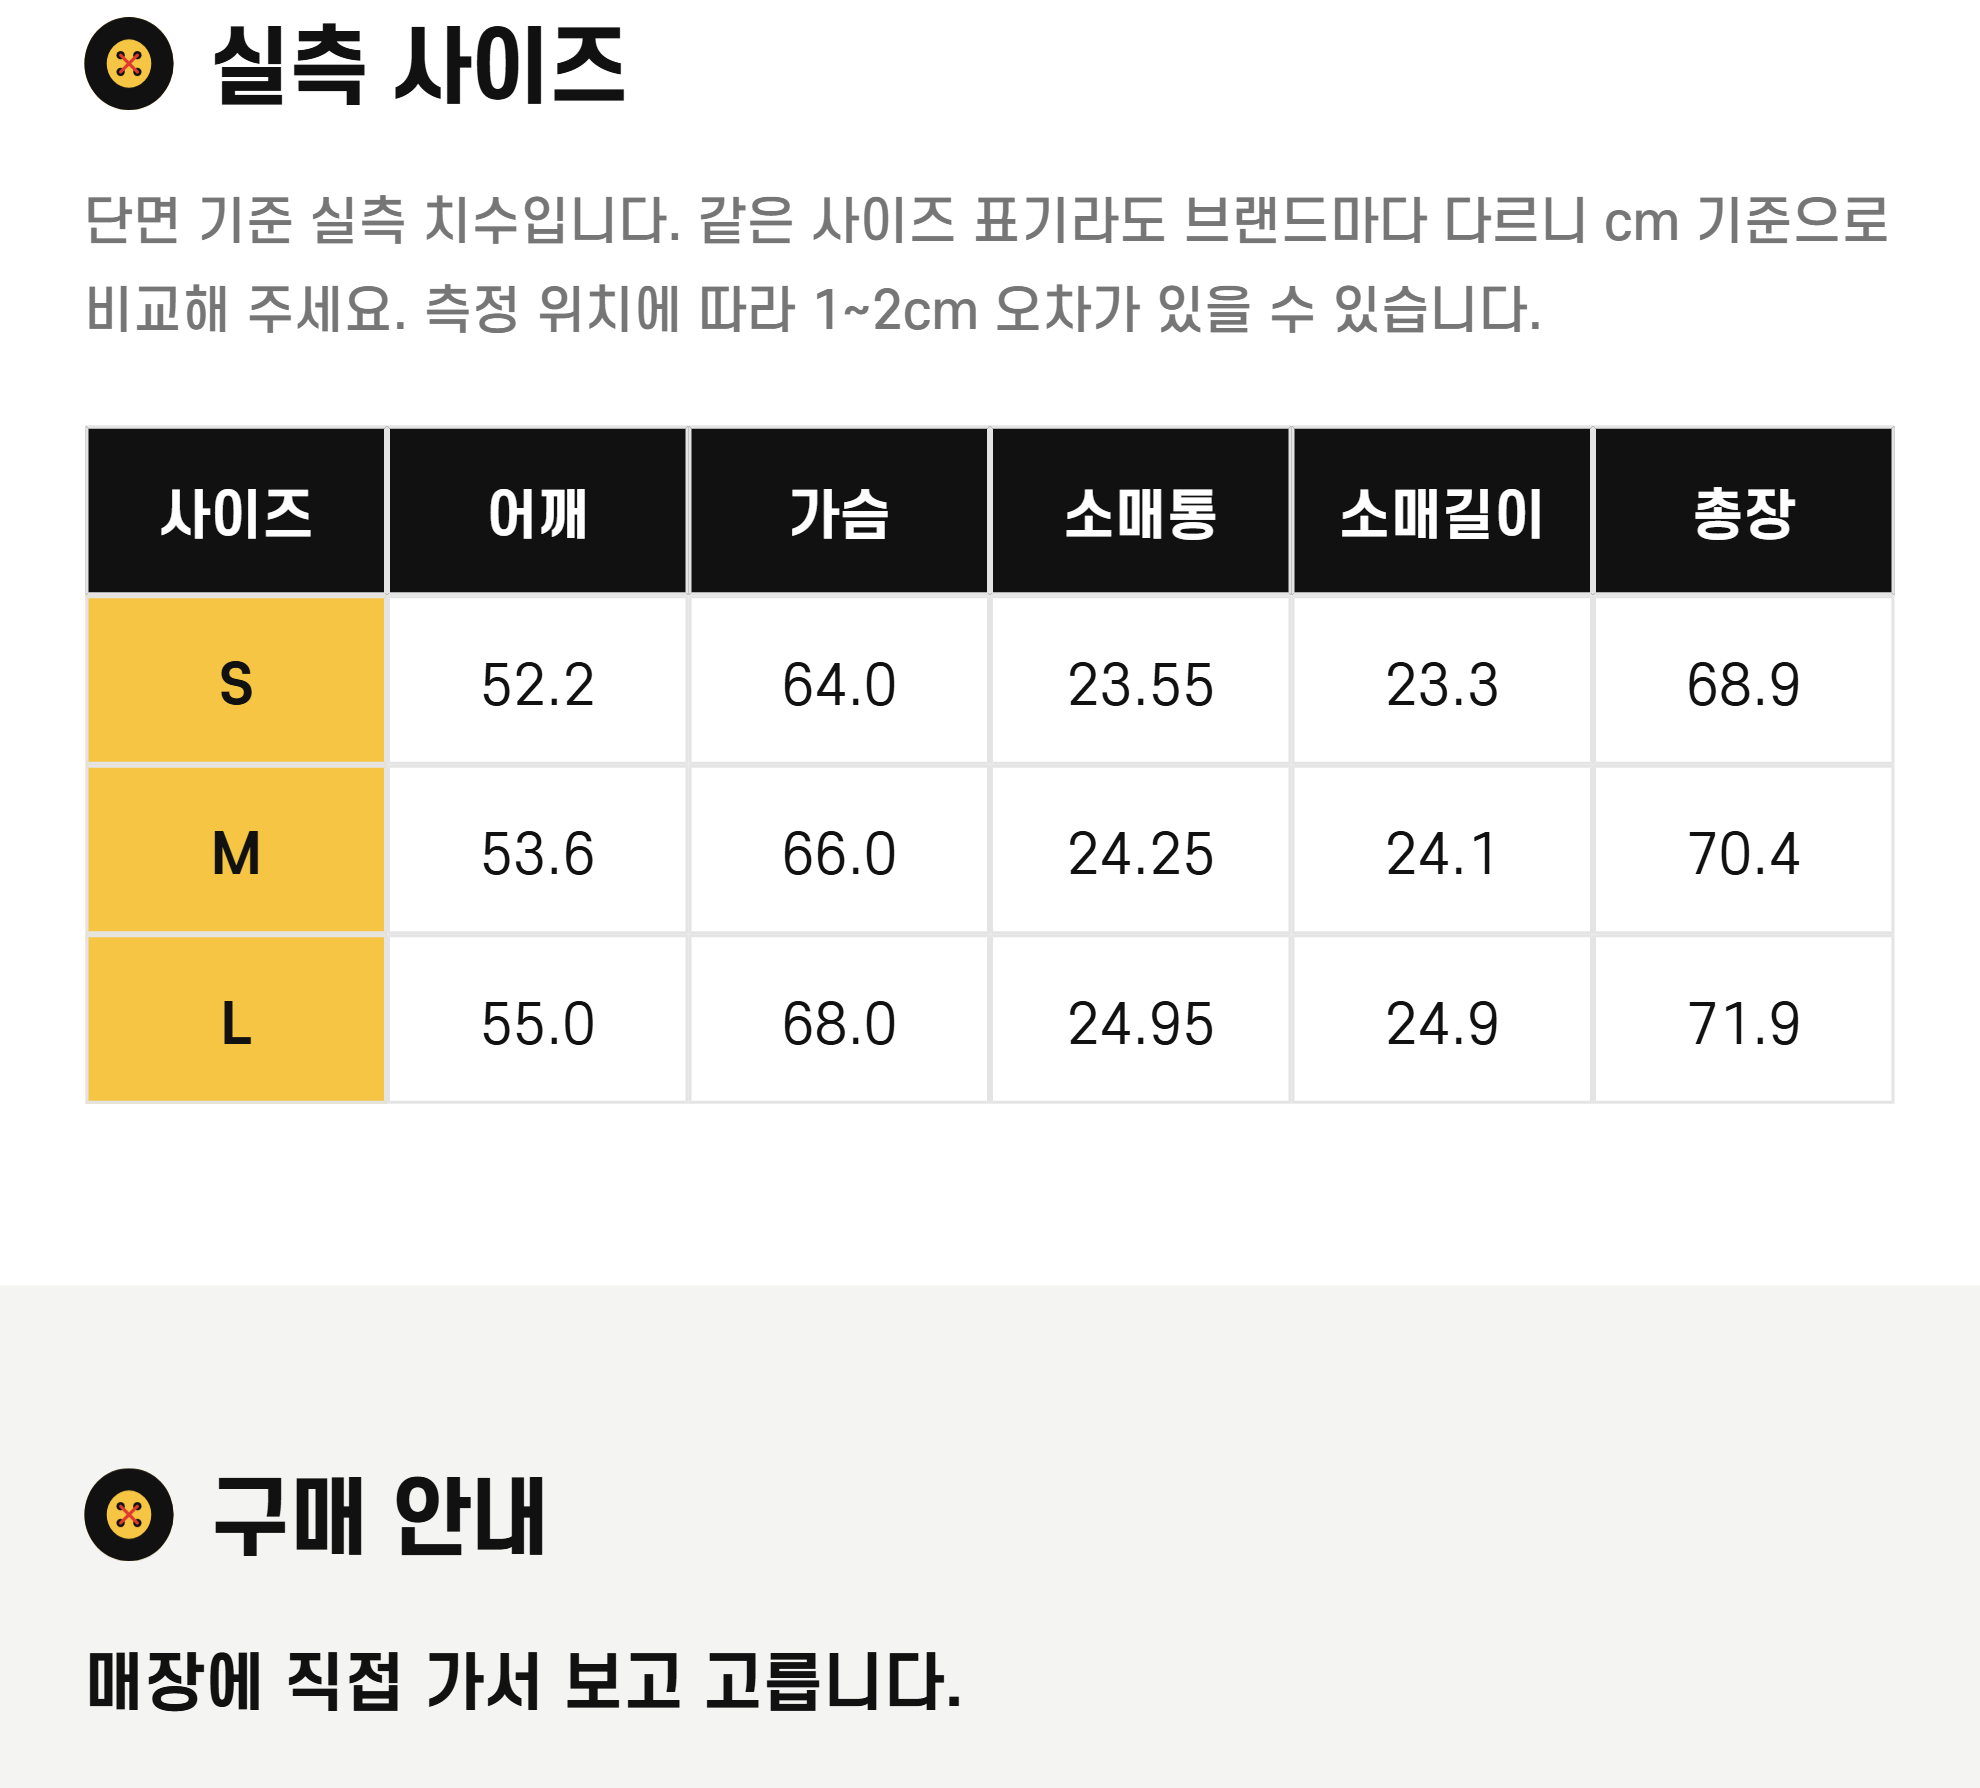 실측 사이즈
단면 기준 실측 치수입니다. 같은 사이즈 표기라도 브랜드마다 다르니 cm 기준으로
비교해 주세요. 측정 위치에 따라 1~2cm 오차가 있을 수 있습니다.
사이즈 어깨 가슴 소매통 소매길이 총장
S 52.2 64.0 23.55 23.3 68.9
M 53.6 66.0 24.25 24.1 70.4
L 55.0 68.0 24.95 24.9 71.9
구매 안내
매장에 직접 가서 보고 고릅니다.